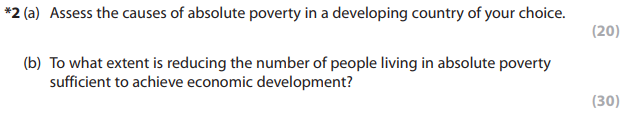 *2 (a) Assess the causes of absolute poverty in a developing country of your choice.
(20)
(b) To what extent is reducing the number of people living in absolute poverty
sufficient to achieve economic development?
(30)